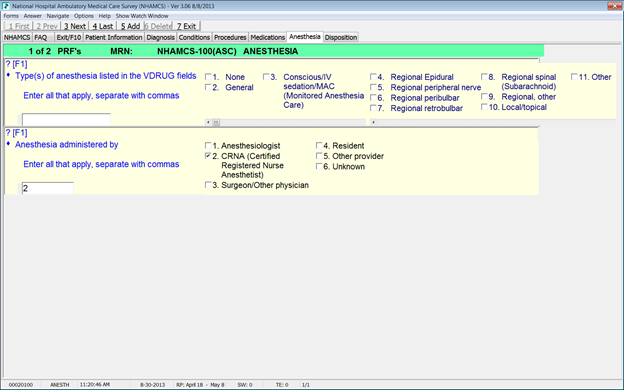 National Hospital Ambulatory Medical Care Survey (NHAMCS) - Ver 3.06 8/8/2013
Forms Answer Navigate Options Help Show Watch Window
1 First 2 Prev 3 Next 4 Last 5 Add 6 Delete 7 Exit
NHAMCS FAQ Exit/F10 Patient Information Diagnosis Conditions Procedures Medications Anesthesia Disposition
1 of 2 PRF's MRN: NHAMCS-100(ASC) ANESTHESIA
? [F1]
Type(s) of anesthesia listed in the VDRUG fields
Enter all that apply, separate with commas
1. None
2. General
3. Conscious/IV
sedation/MAC
(Monitored Anesthesia
Care)
4. Regional Epidural
5. Regional peripheral nerve
6. Regional peribulbar
7. Regional retrobulbar
8. Regional spinal
(Subarachnoid)
9. Regional, other
10. Local/topical
11. Other
? [F1]
Anesthesia administered by
Enter all that apply, separate with commas
2
1. Anesthesiologist
2. CRNA (Certified
Registered Nurse
Anesthetist)
3. Surgeon/Other physician
4. Resident
5. Other provider
6. Unknown
00020100 ANESTH 11:20:46 AM 8-30-2013 RP: April 18 - May 8 SW: 0 TE: 0 1/1